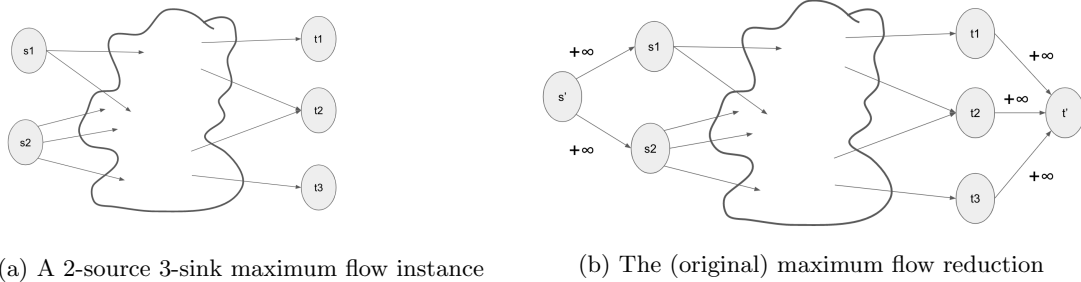 s1
s2
t1
t2
t3
(a) A 2-source 3-sink maximum flow instance
+∞
+∞
s'
s1
s2
t1
t2
t3
+∞
+∞
+∞
t'
(b) The (original) maximum flow reduction